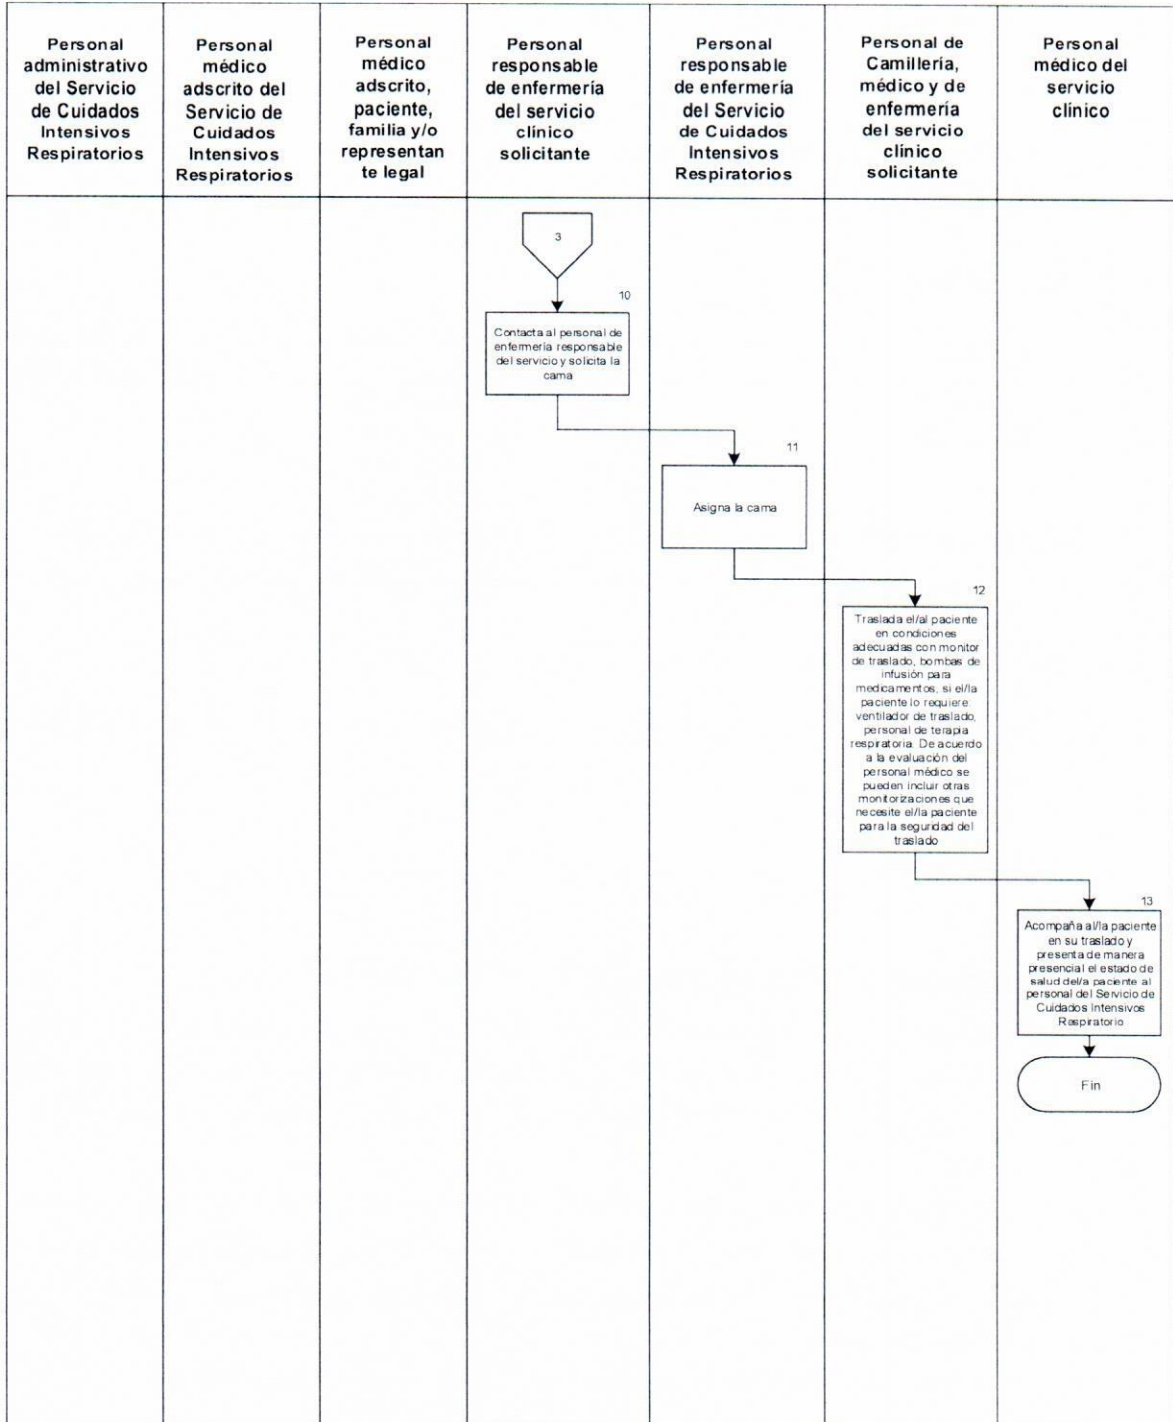 Personal
administrativo
del Servicio
de Cuidados
Intensivos
Respiratorios
Personal
médico
adscrito del
Servicio de
Cuidados
Intensivos
Respiratorios
Personal
médico
adscrito,
paciente,
familia y/o
representan
te legal
Personal
responsable
de enfermería
del servicio
clínico
solicitante
Personal
responsable
de enfermería
del Servicio
de Cuidados
Intensivos
Respiratorios
Personal de
Camillería,
médico y de
enfermería
del servicio
clínico
solicitante
Personal
médico del
servicio
clínico
3
10
Contacta al personal de
enfermería responsable
del servicio y solicita la
cama
11
Asigna la cama
12
Traslada el/al paciente
en condiciones
adecuadas con monitor
de traslado, bombas de
infusión para
medicamentos, si el/la
paciente lo requiere:
ventilador de traslado,
personal de terapia
respiratoria. De acuerdo
a la evaluación del
personal médico se
pueden incluir otras
monitorizaciones que
necesite el/la paciente
para la seguridad del
traslado
13
Acompaña al/la paciente
en su traslado y
presenta de manera
presencial el estado de
salud del/a paciente al
personal del Servicio de
Cuidados Intensivos
Respiratorio
Fin